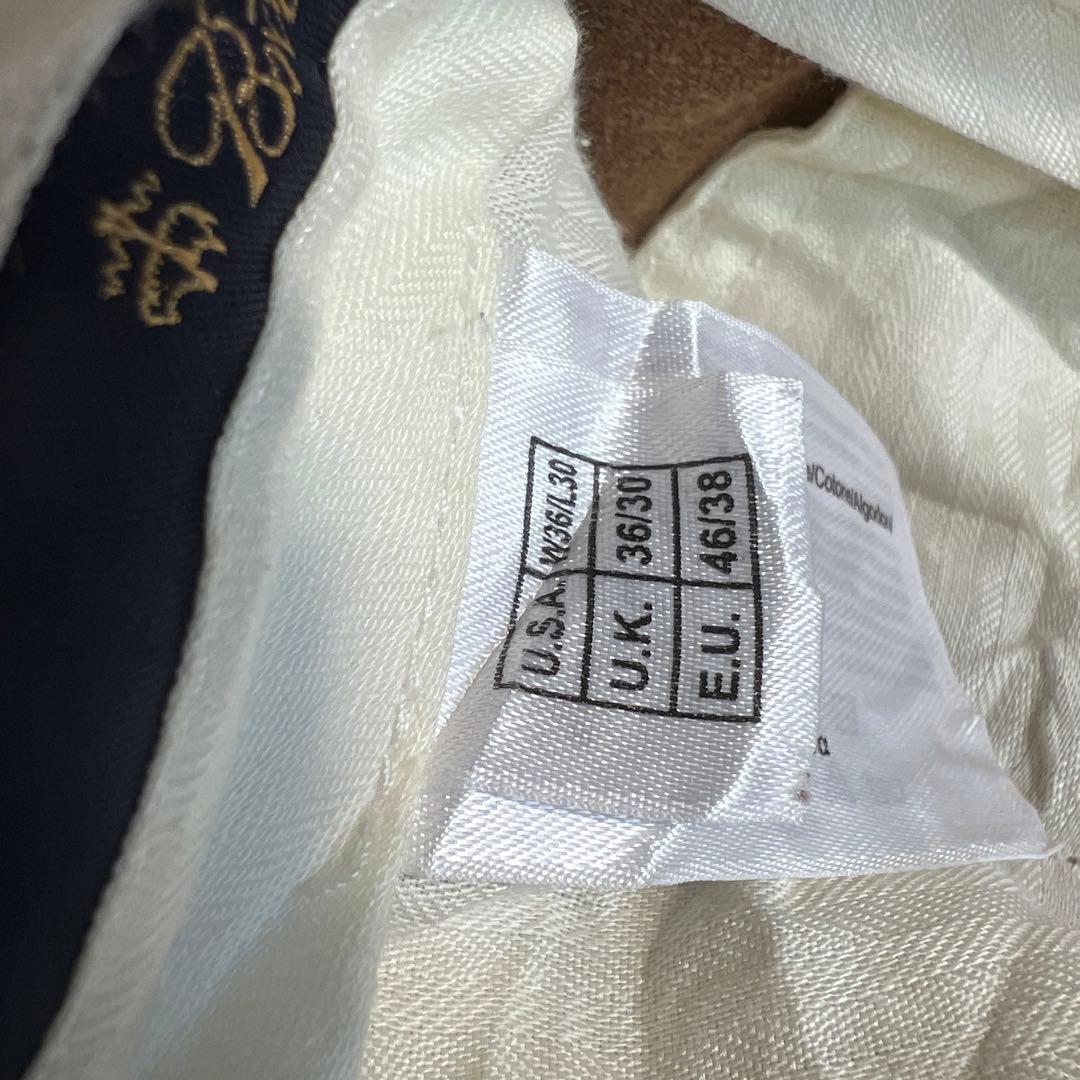 U.S.A. W36/L30
U.K. 36/30
E.U. 46/38
/Cotone/Algodon/